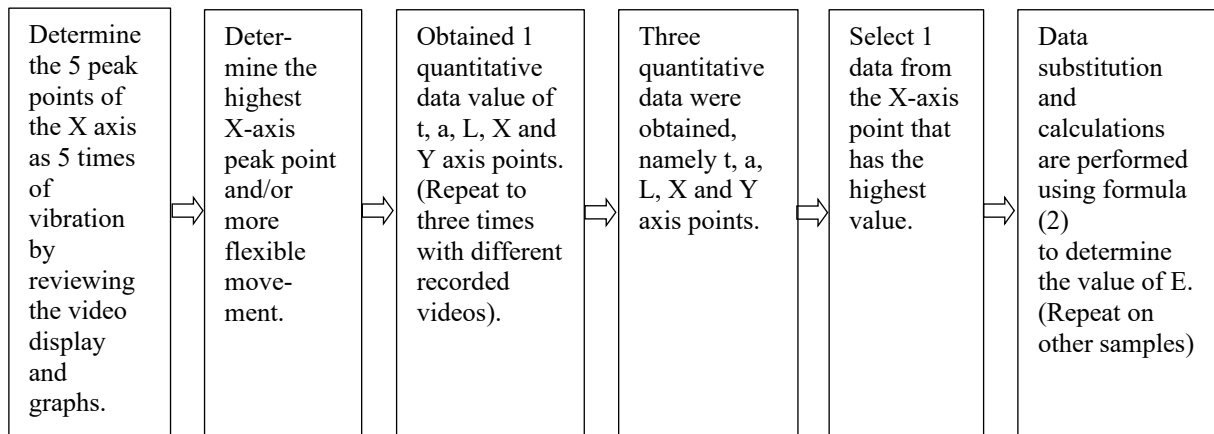 Determine
the 5 peak
points of
the X axis
as 5 times
of
vibration
by
reviewing
the video
display
and
graphs.
Deter-
mine the
highest
X-axis
peak point
and/or
more
flexible
move-
ment.
Obtained 1
quantitative
data value of
t, a, L, X and
Y axis points.
(Repeat to
three times
with different
recorded
videos).
Three
quantitative
data were
obtained,
namely t, a,
L, X and Y
axis points.
Select 1
data from
the X-axis
point that
has the
highest
value.
Data
substitution
and
calculations
are performed
using formula
(2)
to determine
the value of E.
(Repeat on
other samples)